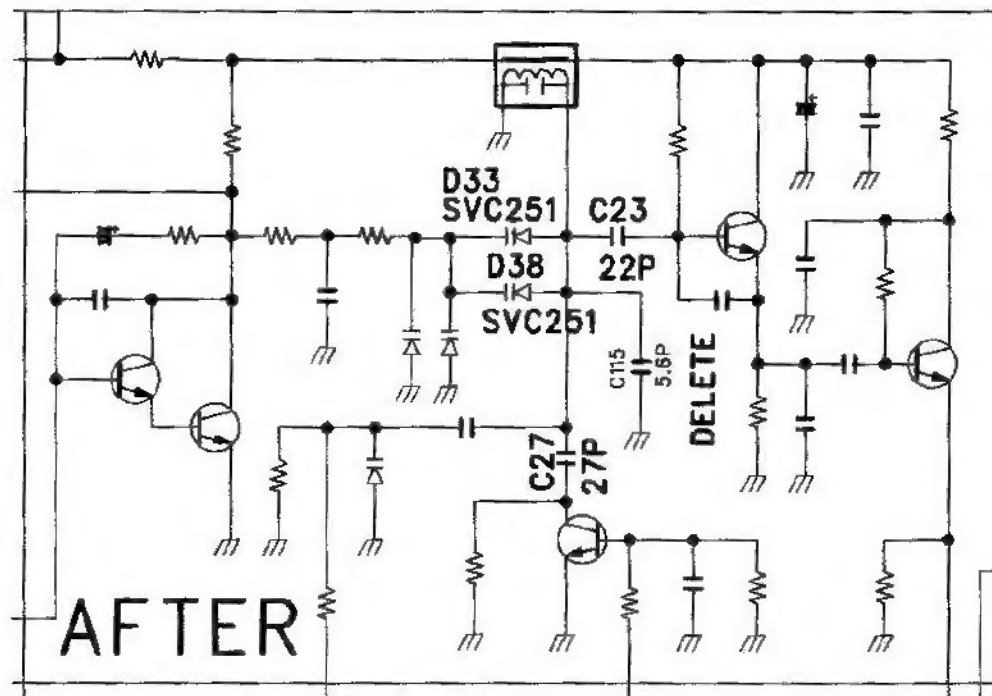 D33
SVC251
C23
22P
D38
SVC251
C115
5.6P
DELETE
C27
27P
AFTER